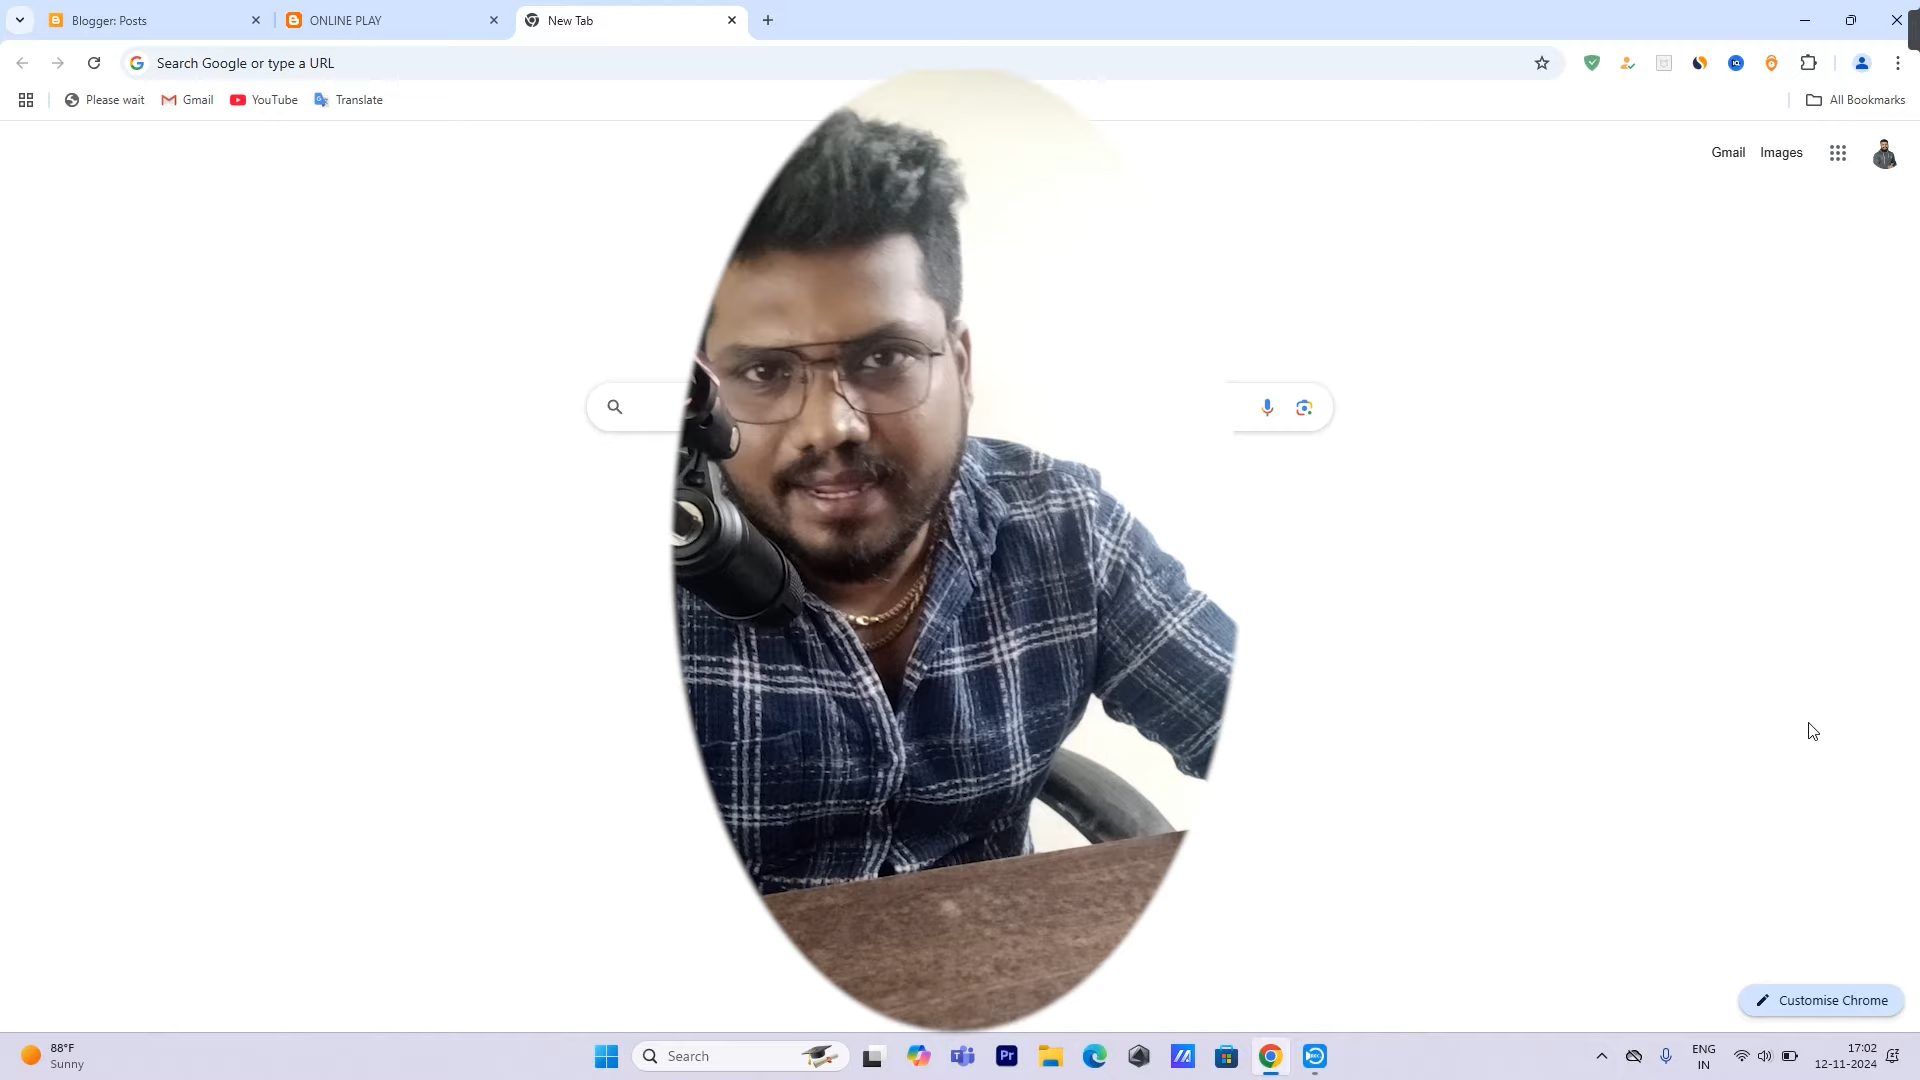 Blogger: Posts
ONLINE PLAY
New Tab
Search Google or type a URL
Please wait
Gmail
YouTube
Translate
All Bookmarks
Gmail
Images
Customise Chrome
88°F
Sunny
Search
Pr
ENG
IN
17:02
12-11-2024